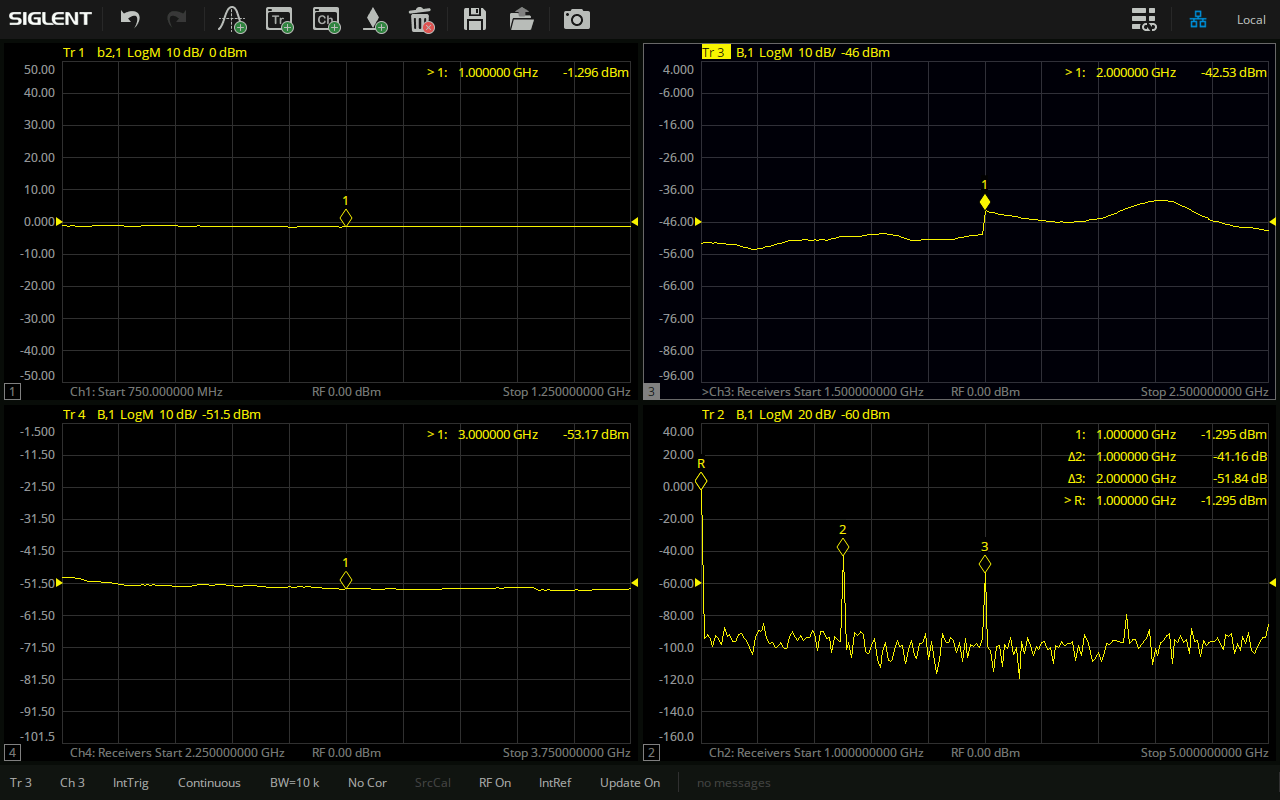 SIGLENT Tr Ch Local
Tr 1 b2,1 LogM 10 dB/ 0 dBm
> 1: 1.000000 GHz -1.296 dBm
50.00
40.00
30.00
20.00
10.00
0.000
-10.00
-20.00
-30.00
-40.00
-50.00
1
1 Ch1: Start 750.000000 MHz RF 0.00 dBm Stop 1.250000000 GHz
Tr 3 B,1 LogM 10 dB/ -46 dBm
> 1: 2.000000 GHz -42.53 dBm
4.000
-6.000
-16.00
-26.00
-36.00
-46.00
-56.00
-66.00
-76.00
-86.00
-96.00
1
3 >Ch3: Receivers Start 1.500000000 GHz RF 0.00 dBm Stop 2.500000000 GHz
Tr 4 B,1 LogM 10 dB/ -51.5 dBm
> 1: 3.000000 GHz -53.17 dBm
-1.500
-11.50
-21.50
-31.50
-41.50
-51.50
-61.50
-71.50
-81.50
-91.50
-101.5
1
4 Ch4: Receivers Start 2.250000000 GHz RF 0.00 dBm Stop 3.750000000 GHz
Tr 2 B,1 LogM 20 dB/ -60 dBm
1: 1.000000 GHz -1.295 dBm
Δ2: 1.000000 GHz -41.16 dB
Δ3: 2.000000 GHz -51.84 dB
> R: 1.000000 GHz -1.295 dBm
40.00
20.00
0.000
-20.00
-40.00
-60.00
-80.00
-100.0
-120.0
-140.0
-160.0
R
2
3
2 Ch2: Receivers Start 1.000000000 GHz RF 0.00 dBm Stop 5.000000000 GHz
Tr 3 Ch 3 IntTrig Continuous BW=10 k No Cor SrcCal RF On IntRef Update On no messages